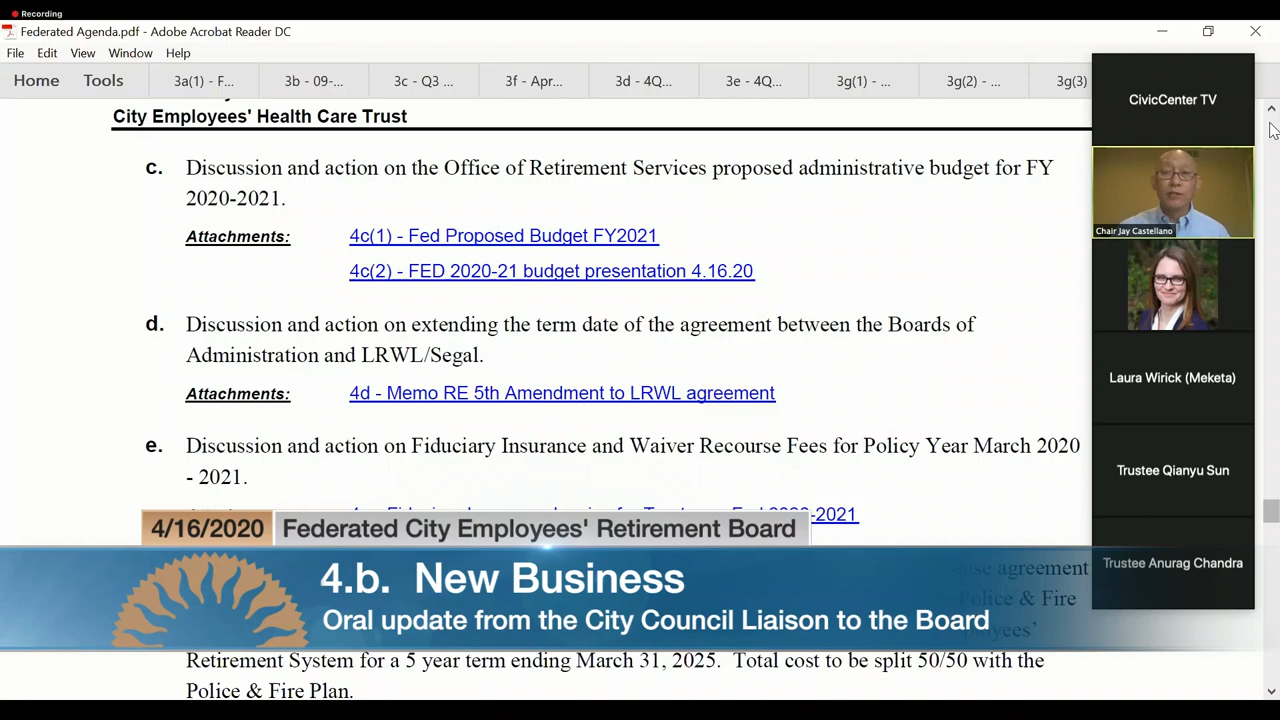 Recording
Federated Agenda.pdf - Adobe Acrobat Reader DC
File Edit View Window Help
Home Tools 3a(1) - F... 3b - 09-... 3c - Q3 ... 3f - Apr... 3d - 4Q... 3e - 4Q... 3g(1) - ... 3g(2) - ... 3g(3)
City Employees' Health Care Trust
c. Discussion and action on the Office of Retirement Services proposed administrative budget for FY
2020-2021.
Attachments: 4c(1) - Fed Proposed Budget FY2021
4c(2) - FED 2020-21 budget presentation 4.16.20
d. Discussion and action on extending the term date of the agreement between the Boards of
Administration and LRWL/Segal.
Attachments: 4d - Memo RE 5th Amendment to LRWL agreement
e. Discussion and action on Fiduciary Insurance and Waiver Recourse Fees for Policy Year March 2020
- 2021.
-2021
agreement
Police & Fire
Retirement System for a 5 year term ending March 31, 2025. Total cost to be split 50/50 with the
Police & Fire Plan.
4/16/2020 Federated City Employees' Retirement Board
4.b. New Business
Oral update from the City Council Liaison to the Board
CivicCenter TV
Chair Jay Castellano
Laura Wirick (Meketa)
Trustee Qianyu Sun
Trustee Anurag Chandra